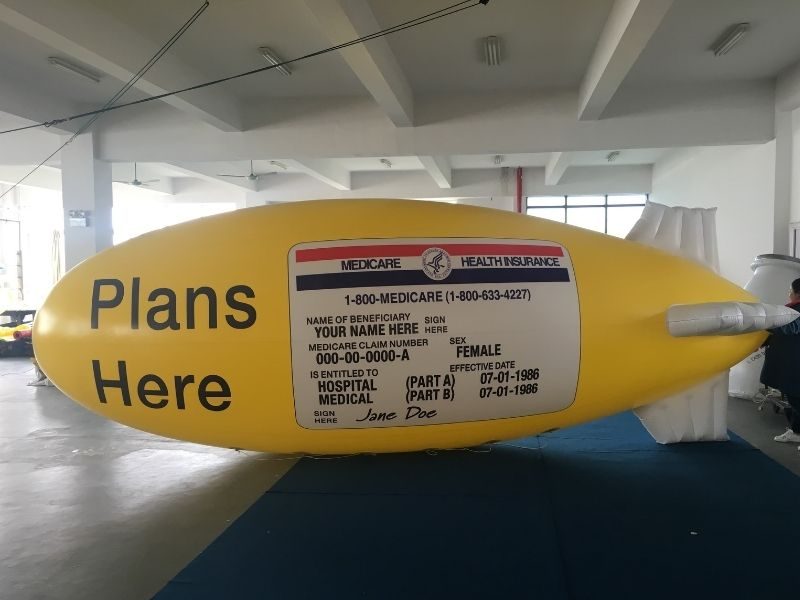 Plans
Here
MEDICARE HEALTH INSURANCE
1-800-MEDICARE (1-800-633-4227)
NAME OF BENEFICIARY
YOUR NAME HERE
SIGN
HERE
MEDICARE CLAIM NUMBER
000-00-0000-A
SEX
FEMALE
IS ENTITLED TO
EFFECTIVE DATE
HOSPITAL (PART A) 07-01-1986
MEDICAL (PART B) 07-01-1986
SIGN
HERE
Jane Doe